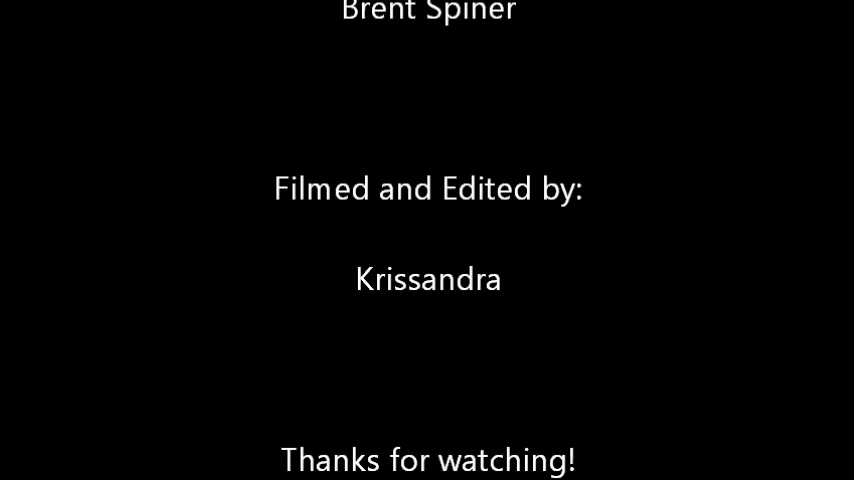 Brent Spiner
Filmed and Edited by:
Krissandra
Thanks for watching!